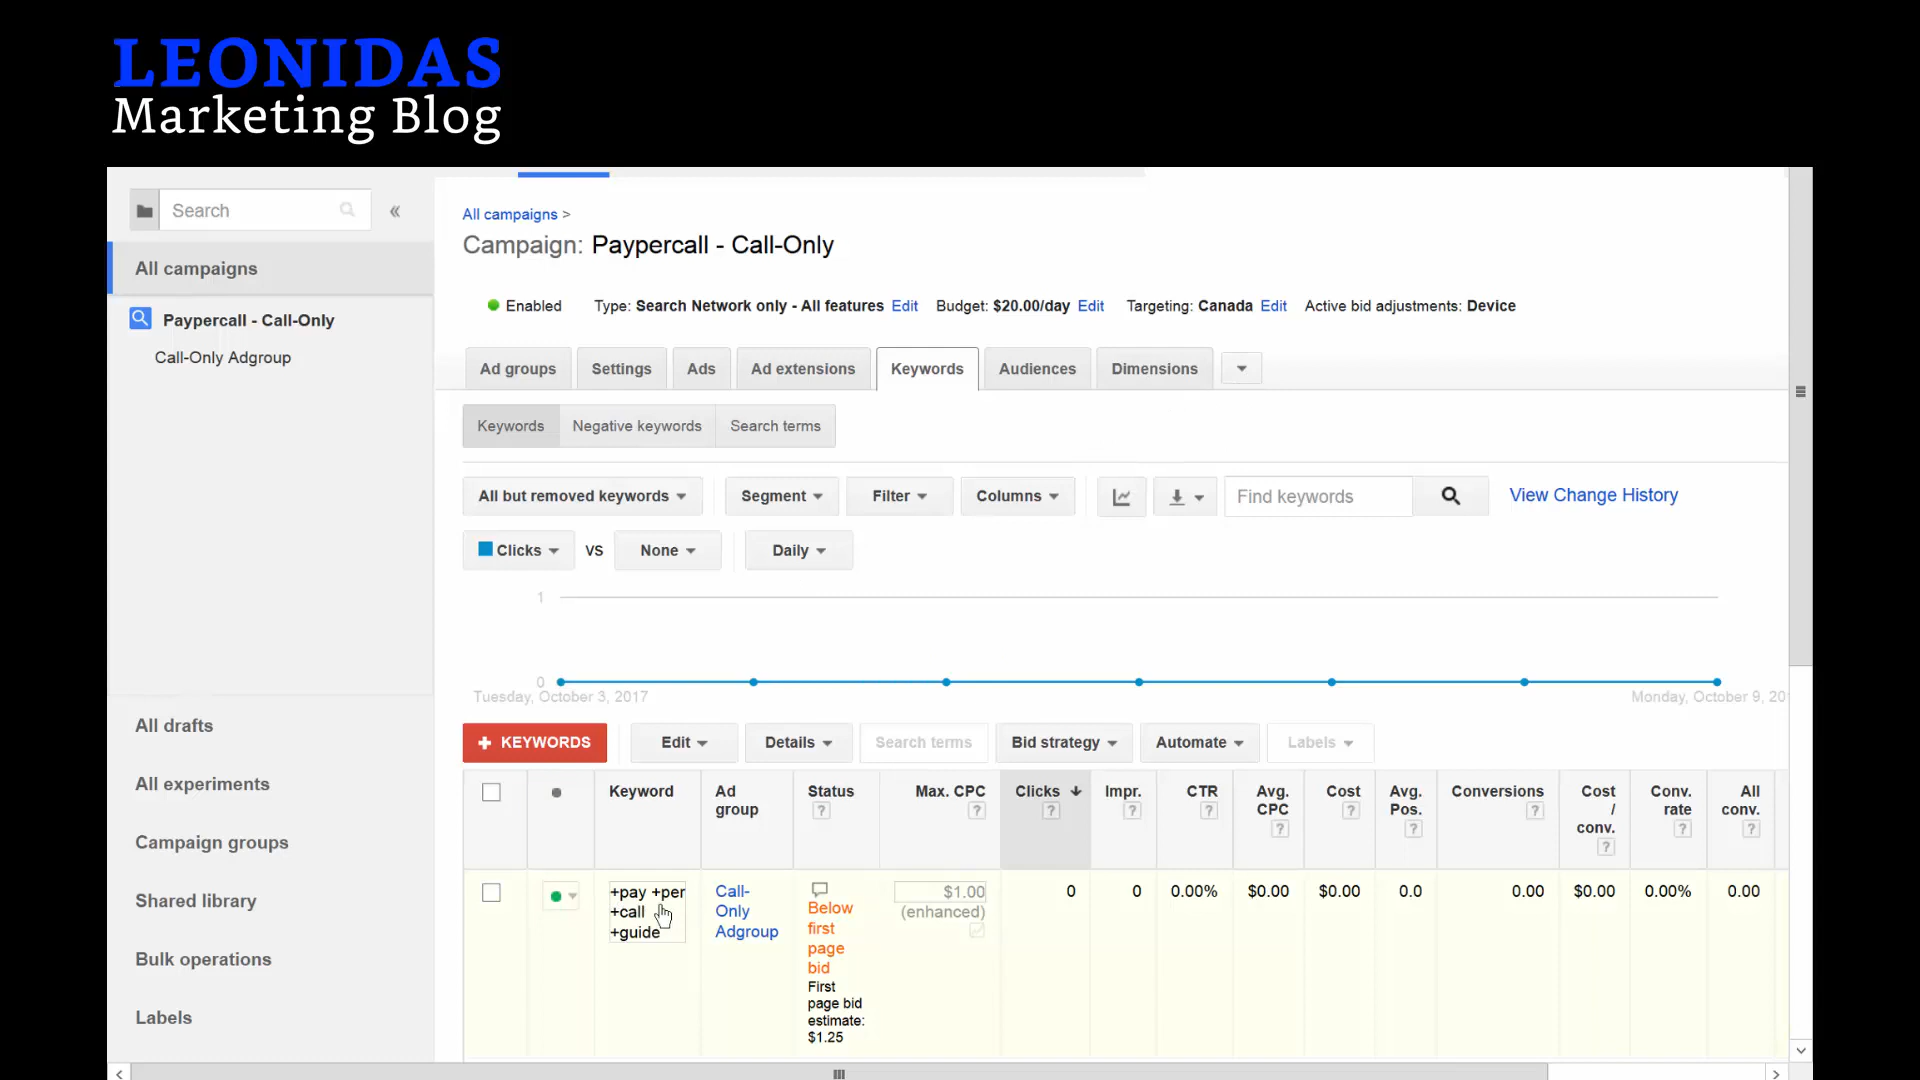 LEONIDAS
Marketing Blog
Search
«
All campaigns >
Campaign: Paypercall - Call-Only
All campaigns
Paypercall - Call-Only
Call-Only Adgroup
Enabled Type: Search Network only - All features Edit Budget: $20.00/day Edit Targeting: Canada Edit Active bid adjustments: Device
Ad groups Settings Ads Ad extensions Keywords Audiences Dimensions
Keywords Negative keywords Search terms
All but removed keywords Segment Filter Columns Find keywords View Change History
Clicks VS None Daily
1
0
Tuesday, October 3, 2017 Monday, October 9, 20
All drafts
All experiments
Campaign groups
Shared library
Bulk operations
Labels
+ KEYWORDS Edit Details Search terms Bid strategy Automate Labels
Keyword
Ad
group
Status
?
Max. CPC
?
Clicks
?
Impr.
?
CTR
?
Avg.
CPC
?
Cost
?
Avg.
Pos.
?
Conversions
?
Cost
/
conv.
?
Conv.
rate
?
All
conv.
?
+pay +per
+call
+guide
Call-
Only
Adgroup
Below
first
page
bid
First
page bid
estimate:
$1.25
$1.00
(enhanced)
0 0 0.00% $0.00 $0.00 0.0 0.00 $0.00 0.00% 0.00